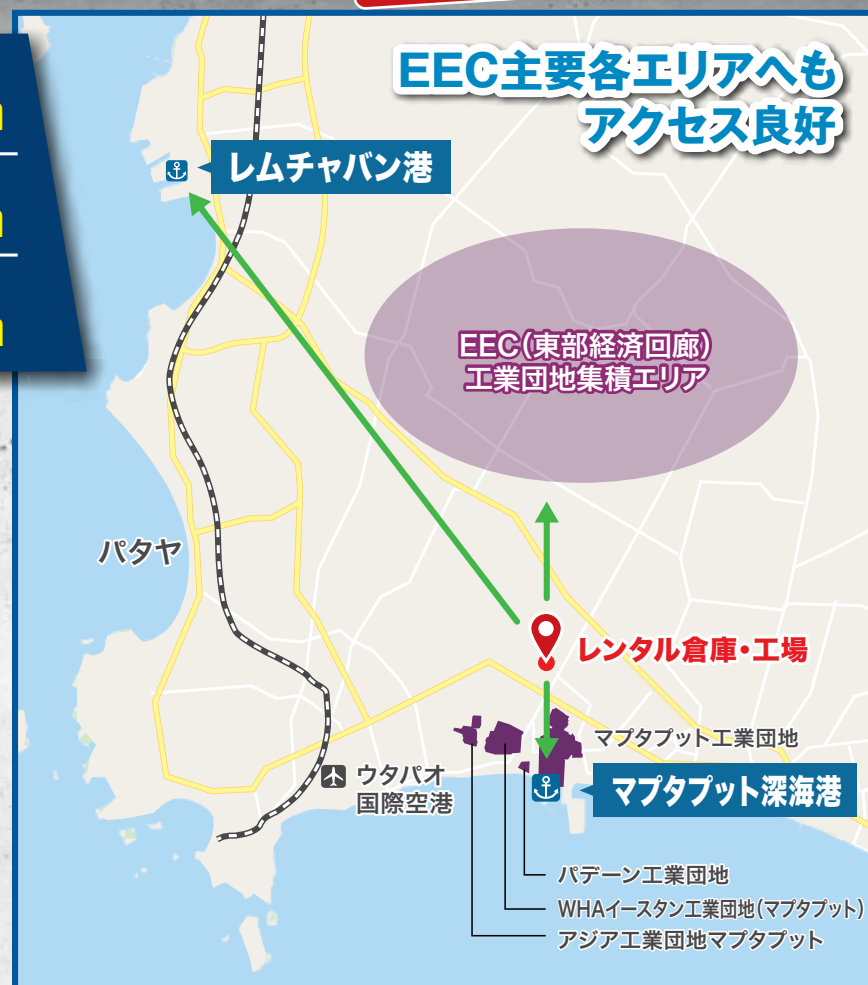 EEC主要各エリアへも
アクセス良好
レムチャバン港
EEC(東部経済回廊)
工業団地集積エリア
パタヤ
レンタル倉庫・工場
マプタプット工業団地
ウタパオ
国際空港
マプタプット深海港
パデーン工業団地
WHAイースタン工業団地(マプタプット)
アジア工業団地マプタプット